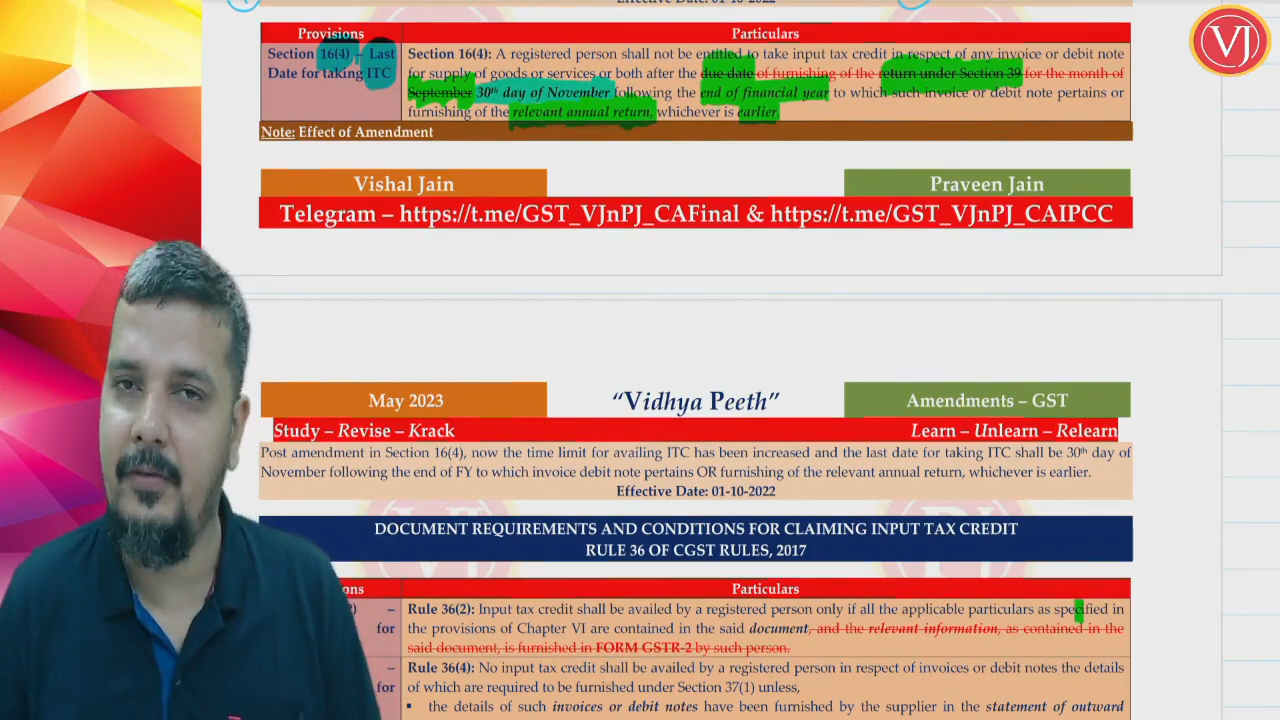 Effective Date: 01-10-2022
VJ
Provisions Particulars
Section 16(4) – Last
Date for taking ITC
Section 16(4): A registered person shall not be entitled to take input tax credit in respect of any invoice or debit note
for supply of goods or services or both after the due date of furnishing of the return under Section 39 for the month of
September 30th day of November following the end of financial year to which such invoice or debit note pertains or
furnishing of the relevant annual return, whichever is earlier.
Note: Effect of Amendment
Vishal Jain Praveen Jain
Telegram – https://t.me/GST_VJnPJ_CAFinal & https://t.me/GST_VJnPJ_CAIPCC
May 2023 “Vidhya Peeth” Amendments – GST
Study – Revise – Krack Learn – Unlearn – Relearn
Post amendment in Section 16(4), now the time limit for availing ITC has been increased and the last date for taking ITC shall be 30th day of
November following the end of FY to which invoice debit note pertains OR furnishing of the relevant annual return, whichever is earlier.
Effective Date: 01-10-2022
DOCUMENT REQUIREMENTS AND CONDITIONS FOR CLAIMING INPUT TAX CREDIT
RULE 36 OF CGST RULES, 2017
ons Particulars
– Rule 36(2): Input tax credit shall be availed by a registered person only if all the applicable particulars as specified in
for the provisions of Chapter VI are contained in the said document, and the relevant information, as contained in the
said document, is furnished in FORM GSTR-2 by such person.
– Rule 36(4): No input tax credit shall be availed by a registered person in respect of invoices or debit notes the details
for of which are required to be furnished under Section 37(1) unless,
▪ the details of such invoices or debit notes have been furnished by the supplier in the statement of outward